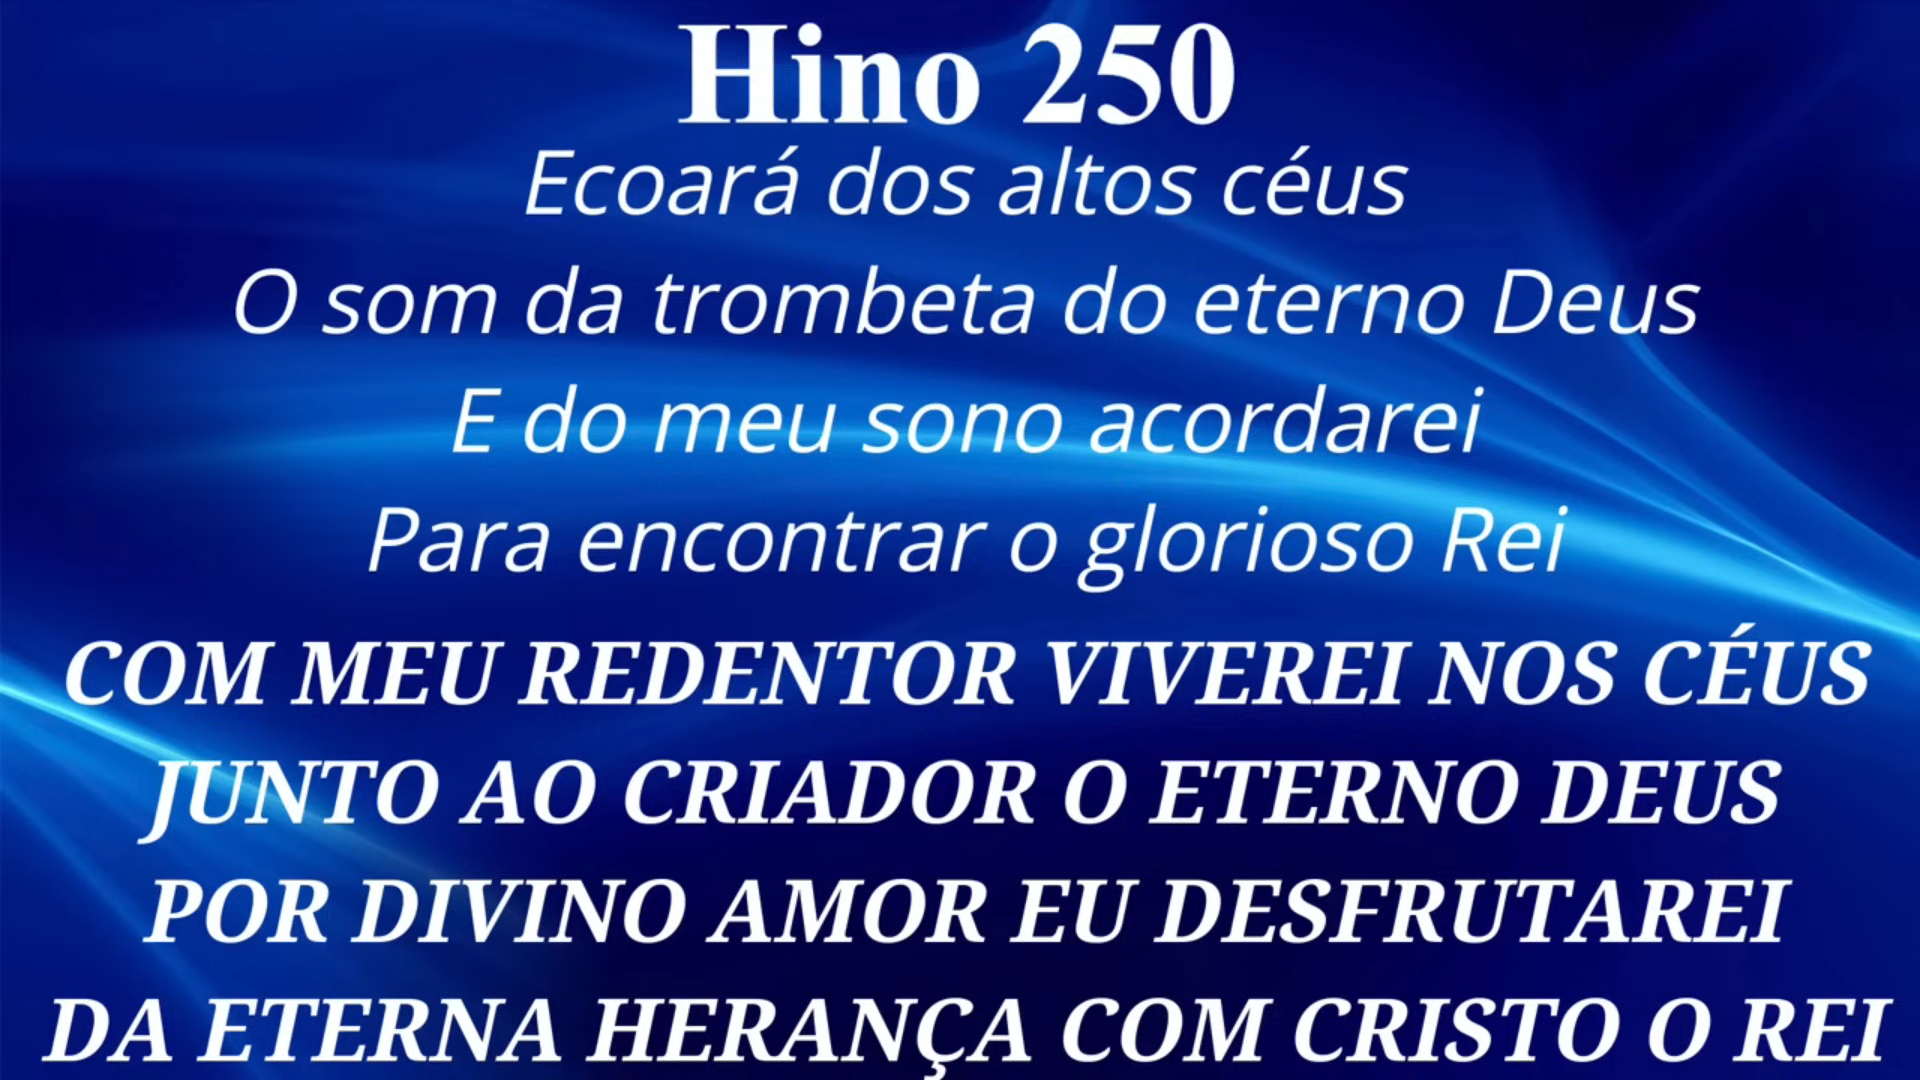 Hino 250
Ecoará dos altos céus
O som da trombeta do eterno Deus
E do meu sono acordarei
Para encontrar o glorioso Rei
COM MEU REDENTOR VIVEREI NOS CÉUS
JUNTO AO CRIADOR O ETERNO DEUS
POR DIVINO AMOR EU DESFRUTAREI
DA ETERNA HERANÇA COM CRISTO O REI